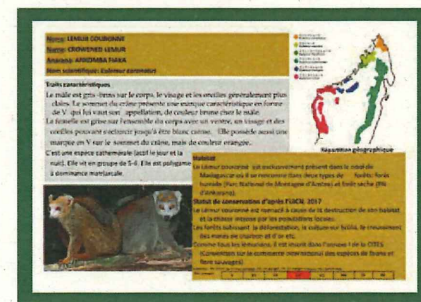 Name: LEMUR COURONNE
Name: CROWNED LEMUR
Anarana: ANKOMBA FIAKA
Nom scientifique: Eulemur coronatus
Traits caractéristiques
Le mâle est gris-bruns sur le corps, le visage et les oreilles généralement plus
clairs. Le sommet du crâne présente une marque caractéristique en forme
de V qui lui vaut son appellation, de couleur brune chez le mâle.
La femelle est grise sur l'ensemble du corps avec un ventre, un visage et des
oreilles pouvant s'éclaircir jusqu'à être blanc crème. Elle possède aussi une
marque en V sur le sommet du crâne, mais de couleur orangée.
C'est une espèce cathémérale (actif le jour et la
nuit). Elle vit en groupe de 5-6. Elle est polygame
à dominance matriarcale.
Répartition géographique
Habitat
Le lémur couronné est exclusivement présent dans le nord de
Madagascar où il se rencontre dans deux types de forêts: forêt
humide (Parc National de Montagne d'Ambre) et forêt sèche (PN
d'Ankarana).
Statut de conservation d'après l'UICN, 2017
Le lémur couronné est menacé à cause de la destruction de son habitat
et la chasse intense par les populations locales.
Les forêts subissent la déforestation, la culture sur brûlis, le creusement
des mines de charbon et d'or etc.
Comme tous les lémuriens, il est inscrit dans l'annexe I de la CITES
(Convention sur le commerce international des espèces de faune et
flore sauvages).